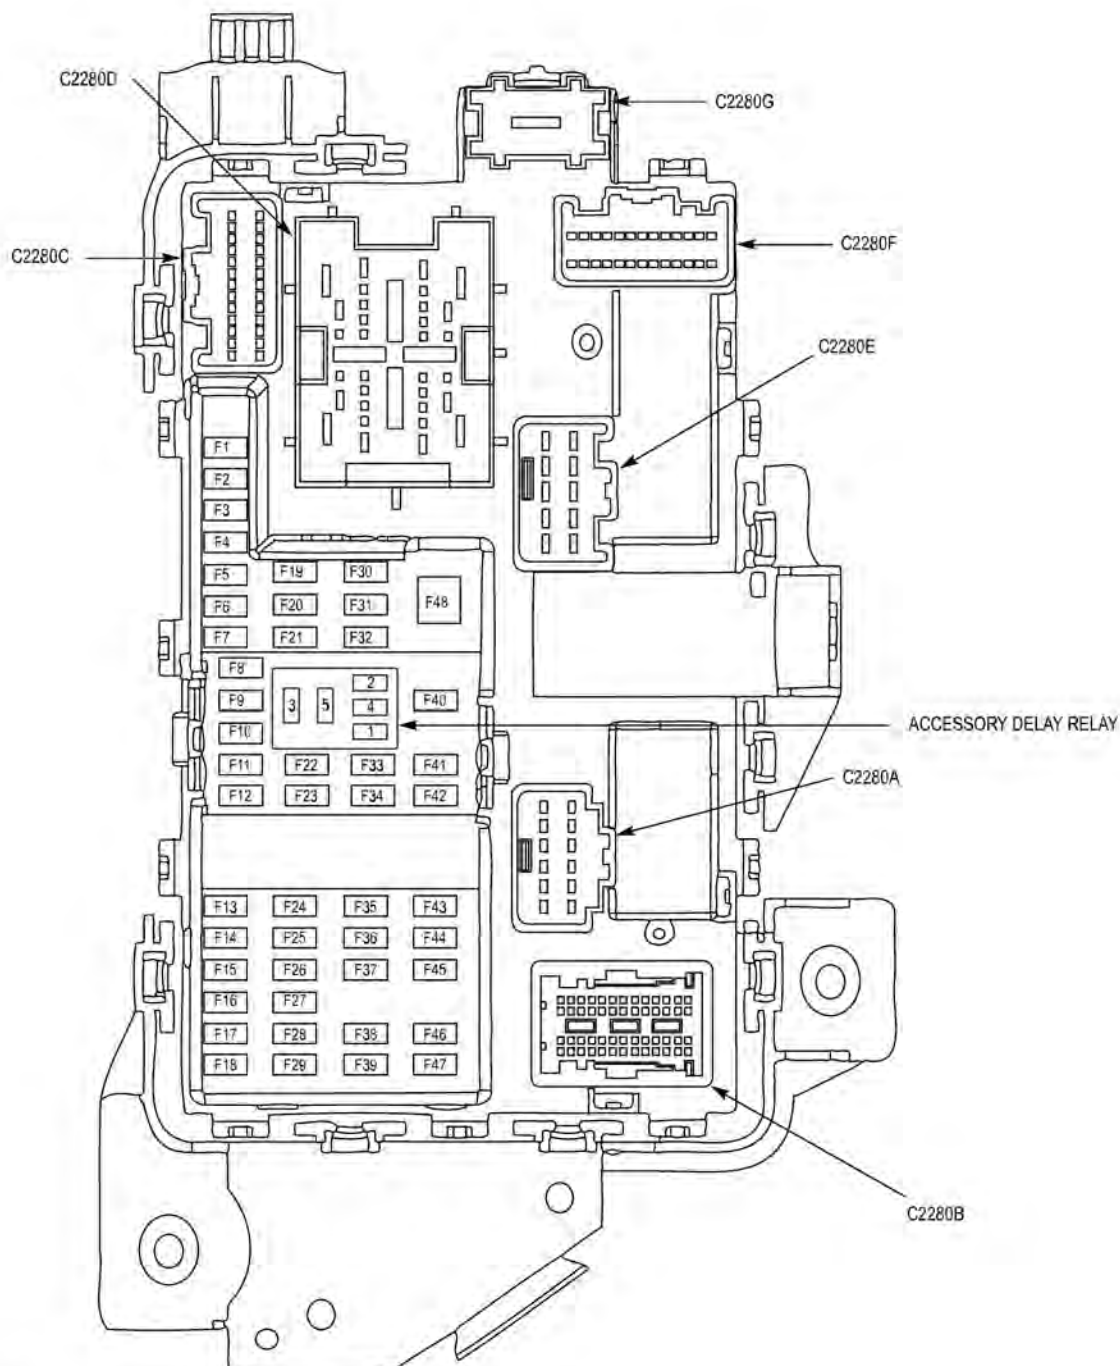 C2280D
C2280G
C2280C
C2280F
C2280E
F1
F2
F3
F4
F5 F19 F30
F6 F20 F31 F48
F7 F21 F32
F8
F9 3 5 2 4 1 F40
F10
ACCESSORY DELAY RELAY
F11 F22 F33 F41
F12 F23 F34 F42
C2280A
F13 F24 F35 F43
F14 F25 F36 F44
F15 F26 F37 F45
F16 F27
F17 F28 F38 F46
F18 F29 F39 F47
C2280B